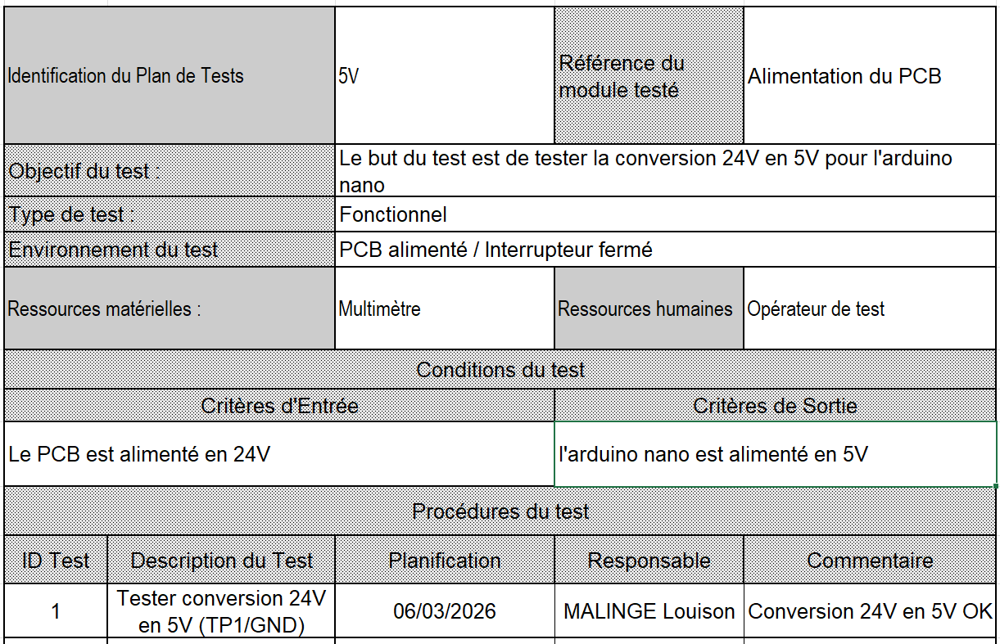 Identification du Plan de Tests
5V
Référence du
module testé
Alimentation du PCB
Objectif du test :
Le but du test est de tester la conversion 24V en 5V pour l'arduino
nano
Type de test :
Fonctionnel
Environnement du test
PCB alimenté / Interrupteur fermé
Ressources matérielles :
Multimètre
Ressources humaines
Opérateur de test
Conditions du test
Critères d'Entrée
Critères de Sortie
Le PCB est alimenté en 24V
l'arduino nano est alimenté en 5V
Procédures du test
ID Test
Description du Test
Planification
Responsable
Commentaire
1
Tester conversion 24V
en 5V (TP1/GND)
06/03/2026
MALINGE Louison
Conversion 24V en 5V OK